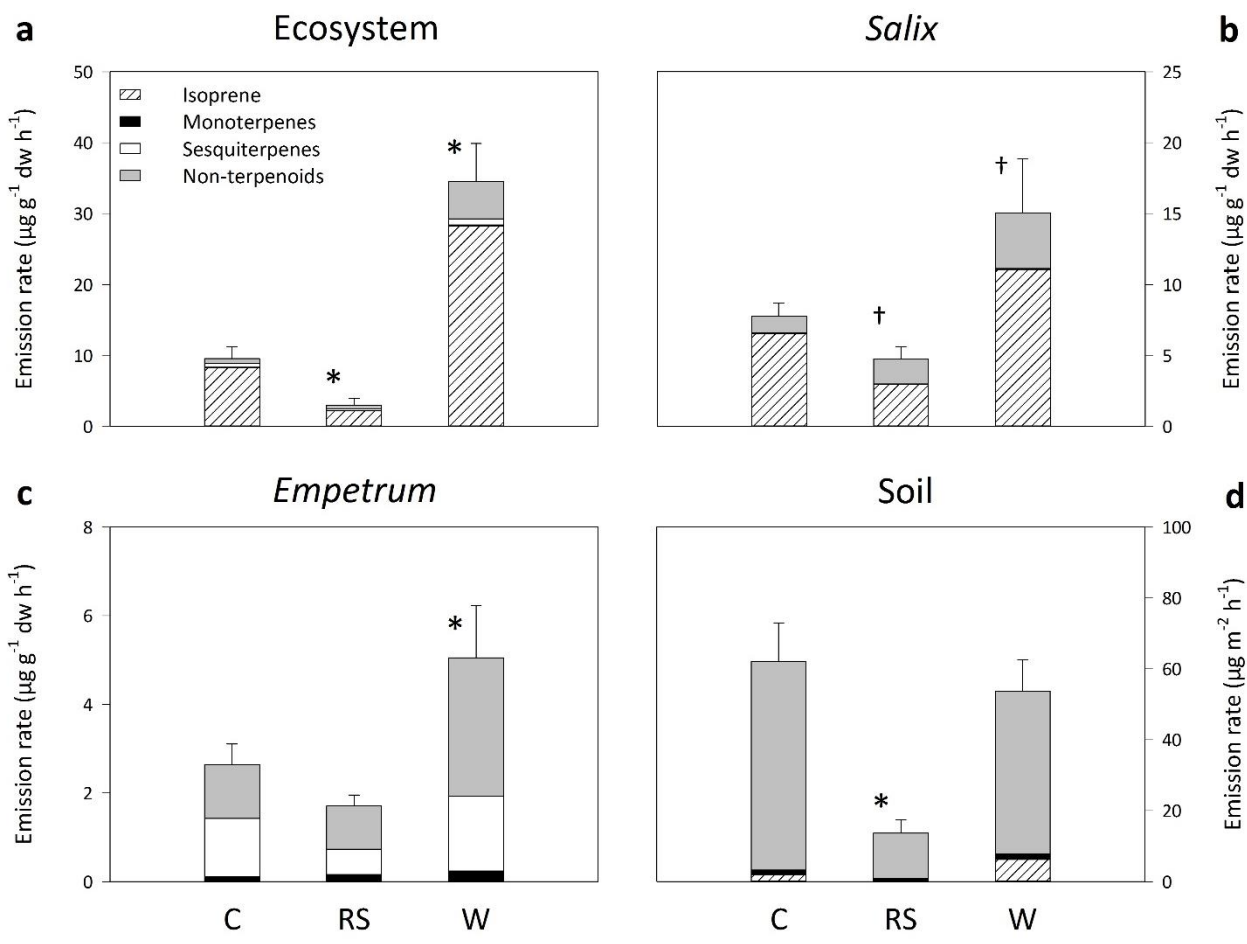 a
Ecosystem
Salix
b
50
40
30
20
10
0
Emission rate (µg g⁻¹ dw h⁻¹)
Isoprene
Monoterpenes
Sesquiterpenes
Non-terpenoids
*
*
25
20
15
10
5
0
Emission rate (µg g⁻¹ dw h⁻¹)
†
†
c
Empetrum
Soil
d
8
6
4
2
0
Emission rate (µg g⁻¹ dw h⁻¹)
*
100
80
60
40
20
0
Emission rate (µg m⁻² h⁻¹)
*
C RS W
C RS W